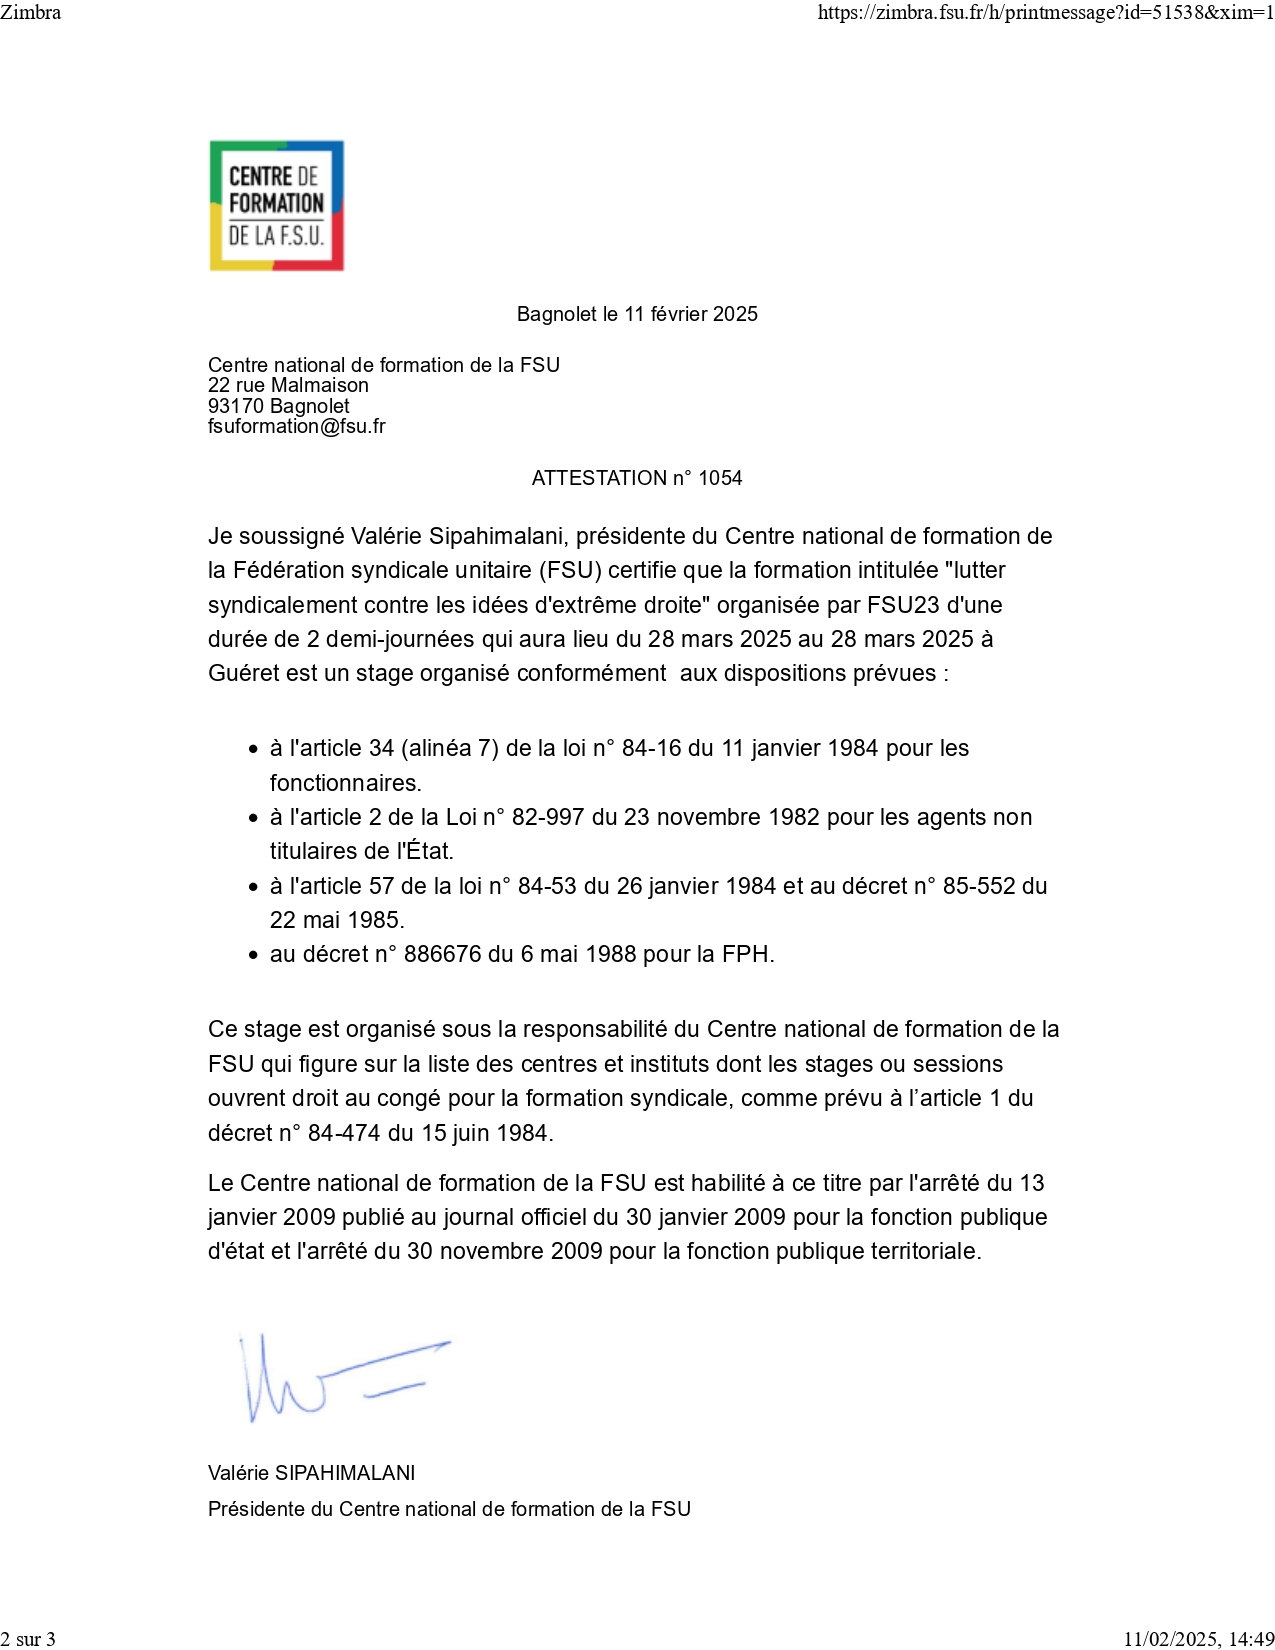 Zimbra
https://zimbra.fsu.fr/h/printmessage?id=51538&xim=1
CENTRE DE
FORMATION
DE LA F.S.U.
Bagnolet le 11 février 2025
Centre national de formation de la FSU
22 rue Malmaison
93170 Bagnolet
fsuformation@fsu.fr
ATTESTATION n° 1054
Je soussigné Valérie Sipahimalani, présidente du Centre national de formation de
la Fédération syndicale unitaire (FSU) certifie que la formation intitulée "lutter
syndicalement contre les idées d'extrême droite" organisée par FSU23 d'une
durée de 2 demi-journées qui aura lieu du 28 mars 2025 au 28 mars 2025 à
Guéret est un stage organisé conformément  aux dispositions prévues :
• à l'article 34 (alinéa 7) de la loi n° 84-16 du 11 janvier 1984 pour les
fonctionnaires.
• à l'article 2 de la Loi n° 82-997 du 23 novembre 1982 pour les agents non
titulaires de l'État.
• à l'article 57 de la loi n° 84-53 du 26 janvier 1984 et au décret n° 85-552 du
22 mai 1985.
• au décret n° 886676 du 6 mai 1988 pour la FPH.
Ce stage est organisé sous la responsabilité du Centre national de formation de la
FSU qui figure sur la liste des centres et instituts dont les stages ou sessions
ouvrent droit au congé pour la formation syndicale, comme prévu à l’article 1 du
décret n° 84-474 du 15 juin 1984.
Le Centre national de formation de la FSU est habilité à ce titre par l'arrêté du 13
janvier 2009 publié au journal officiel du 30 janvier 2009 pour la fonction publique
d'état et l'arrêté du 30 novembre 2009 pour la fonction publique territoriale.
Valérie SIPAHIMALANI
Présidente du Centre national de formation de la FSU
2 sur 3
11/02/2025, 14:49